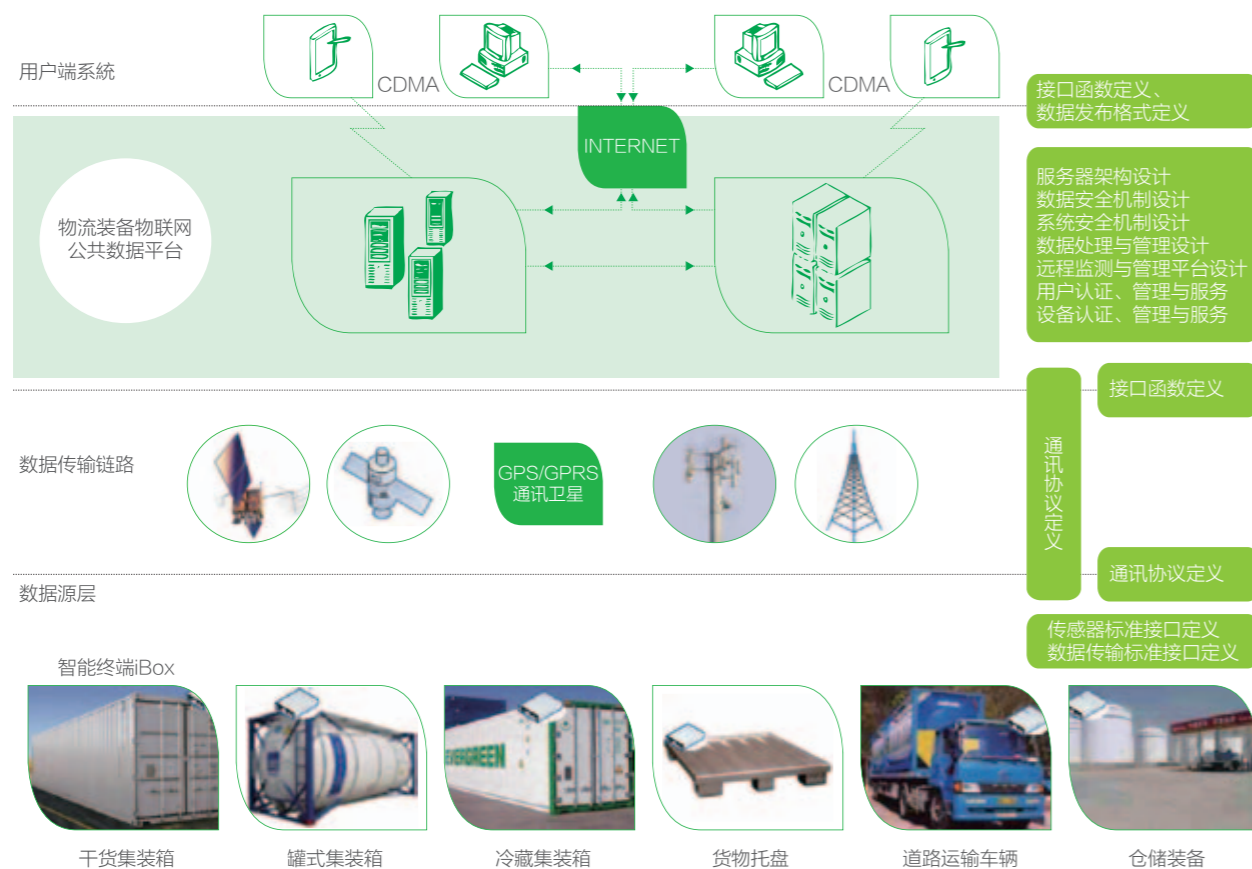 用户端系統
CDMA
CDMA
接口函数定义、
数据发布格式定义
INTERNET
物流装备物联网
公共数据平台
服务器架构设计
数据安全机制设计
系统安全机制设计
数据处理与管理设计
远程监测与管理平台设计
用户认证、管理与服务
设备认证、管理与服务
接口函数定义
通讯协议定义
数据传输链路
GPS/GPRS
通讯卫星
通讯协议定义
数据源层
传感器标准接口定义
数据传输标准接口定义
智能终端iBox
EVERGREEN
干货集装箱
罐式集装箱
冷藏集装箱
货物托盘
道路运输车辆
仓储装备